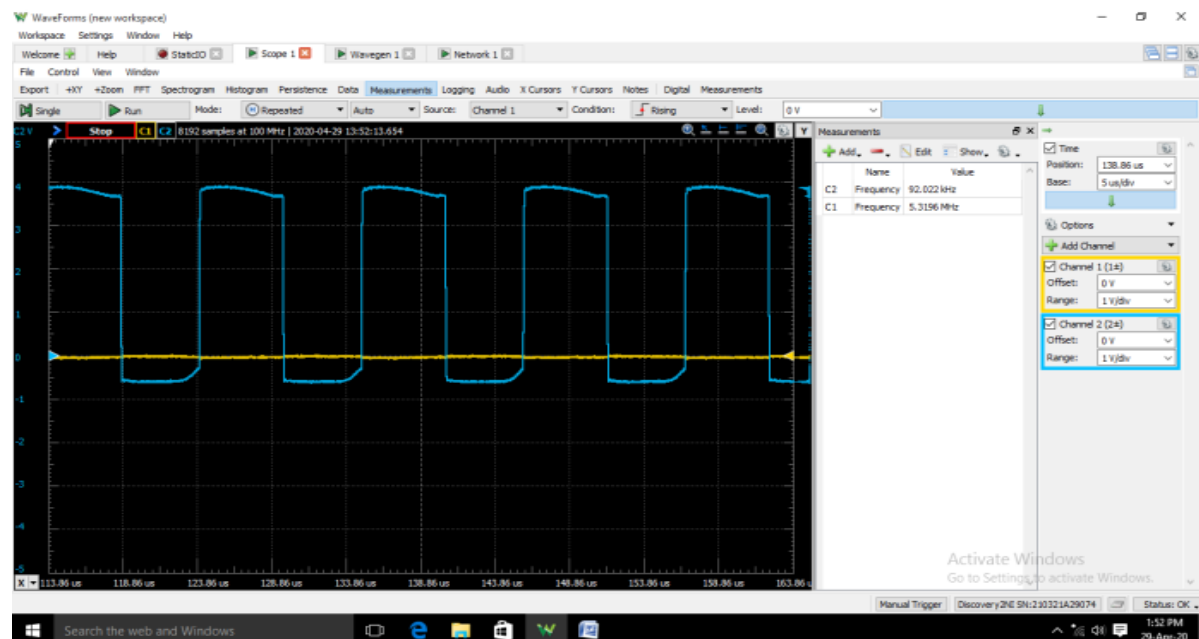 WaveForms (new workspace)
Workspace Settings Window Help
Welcome Help StaticIO Scope 1 Wavegen 1 Network 1
File Control View Window
Export +XY +Zoom FFT Spectrogram Histogram Persistence Data Measurements Logging Audio X Cursors Y Cursors Notes Digital Measurements
Single Run Mode: Repeated Auto Source: Channel 1 Condition: Rising Level: 0 V
C2 V Stop C1 C2 8192 samples at 100 MHz | 2020-04-29 13:52:13.654 Y
5
4
3
2
1
0
-1
-2
-3
-4
-5
X 113.86 us 118.86 us 123.86 us 128.86 us 133.86 us 138.86 us 143.86 us 148.86 us 153.86 us 158.86 us 163.86 u
Measurements
Add Edit Show
Name Value
C2 Frequency 92.022 kHz
C1 Frequency 5.3196 MHz
Time
Position: 138.86 us
Base: 5 us/div
Options
Add Channel
Channel 1 (1±)
Offset: 0 V
Range: 1 V/div
Channel 2 (2±)
Offset: 0 V
Range: 1 V/div
Activate Windows
Go to Settings to activate Windows.
Manual Trigger Discovery2NI SN:210321A29074 Status: OK
Search the web and Windows
1:52 PM
29-Apr-20